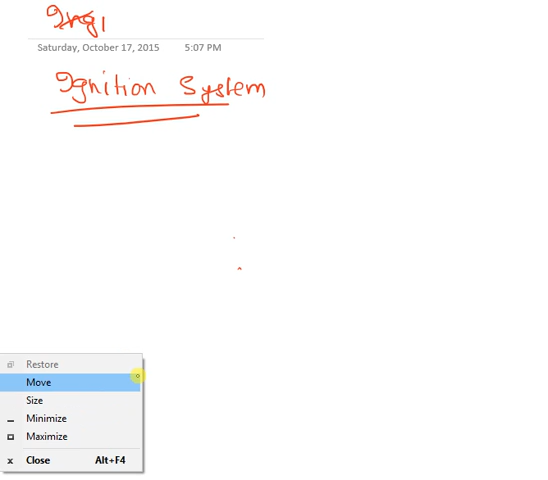 Saturday, October 17, 2015 5:07 PM
Ignition System
Restore
Move
Size
Minimize
Maximize
Close Alt+F4